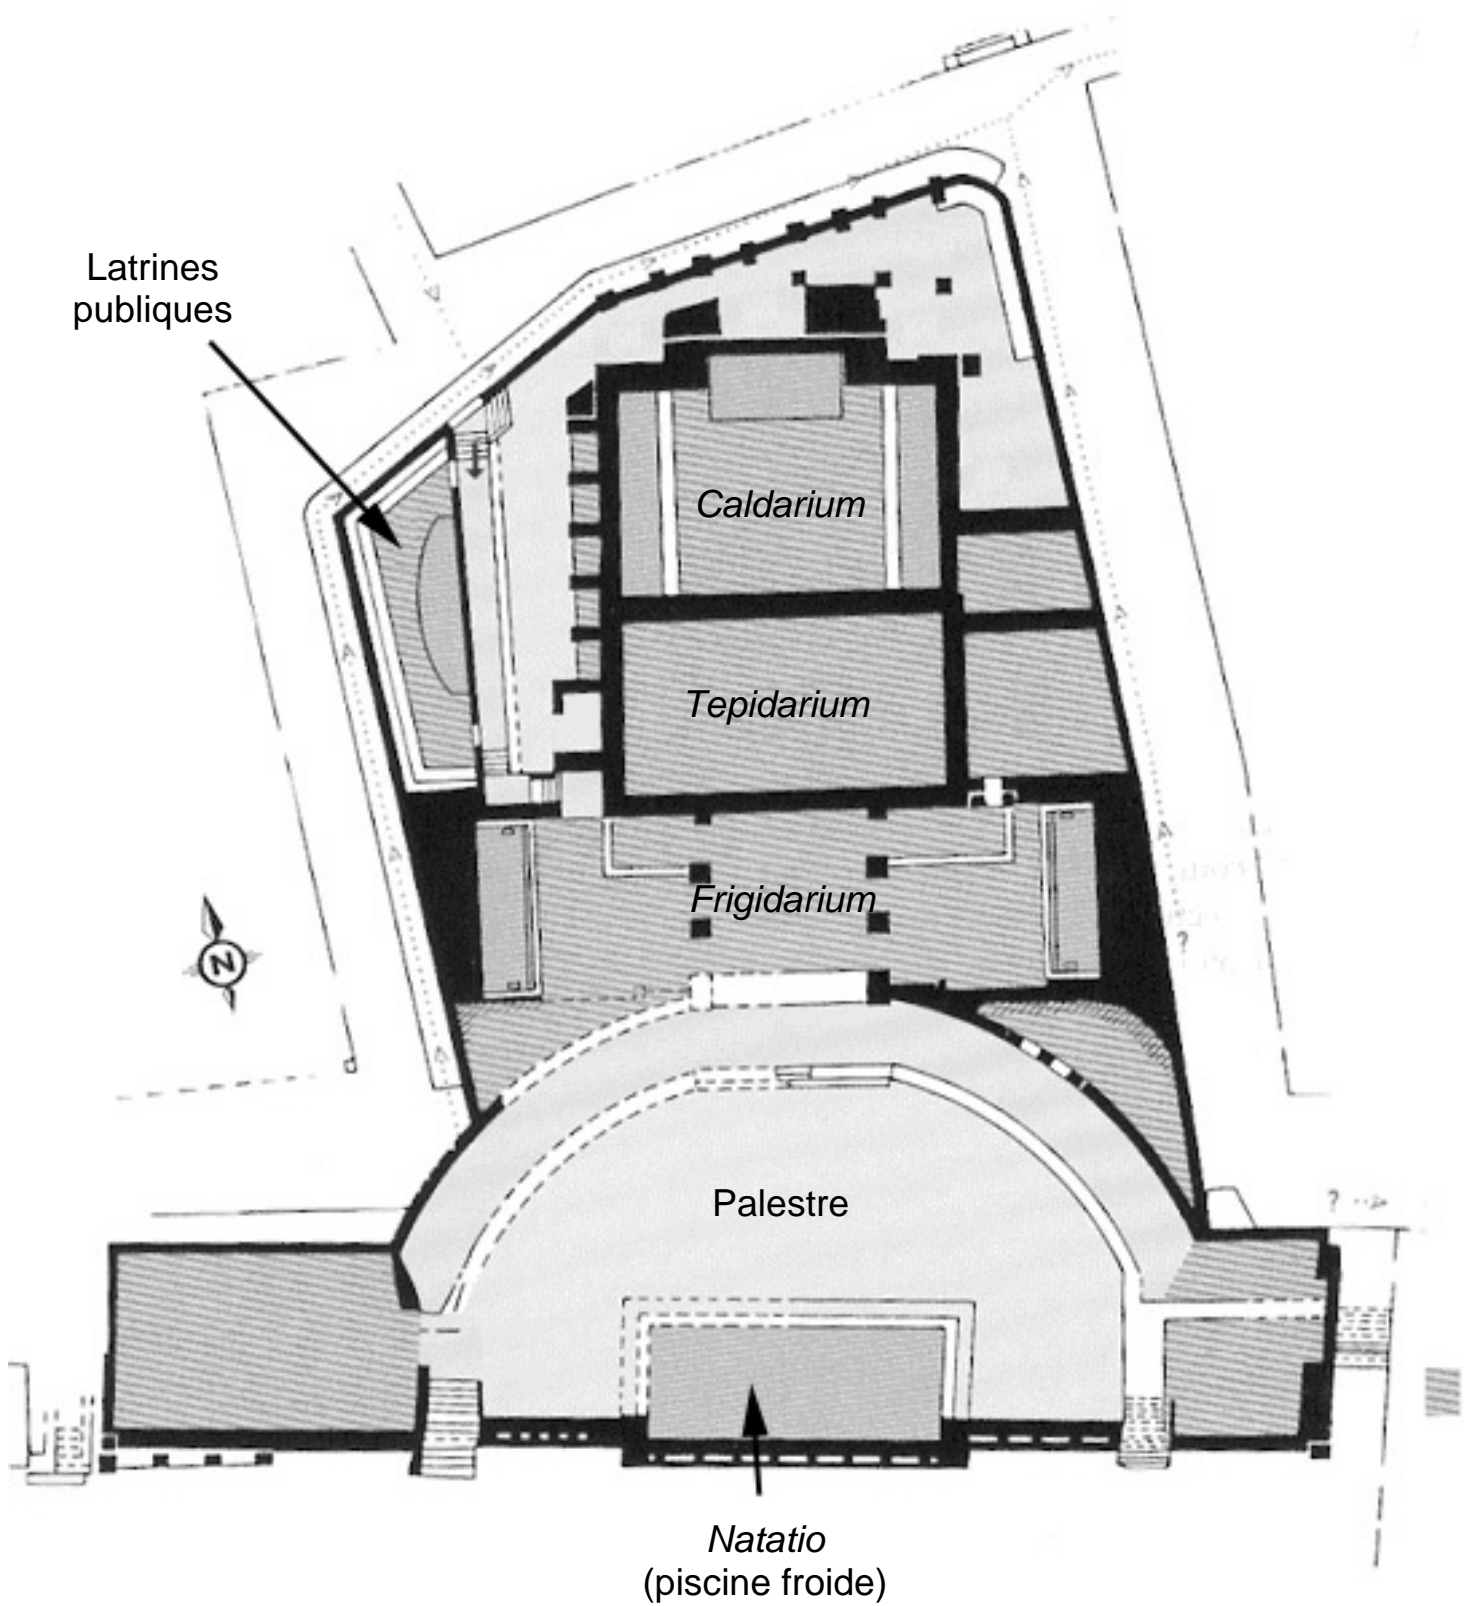 Latrines
publiques
Caldarium
Tepidarium
Frigidarium
N
?
Palestre
?
Natatio
(piscine froide)